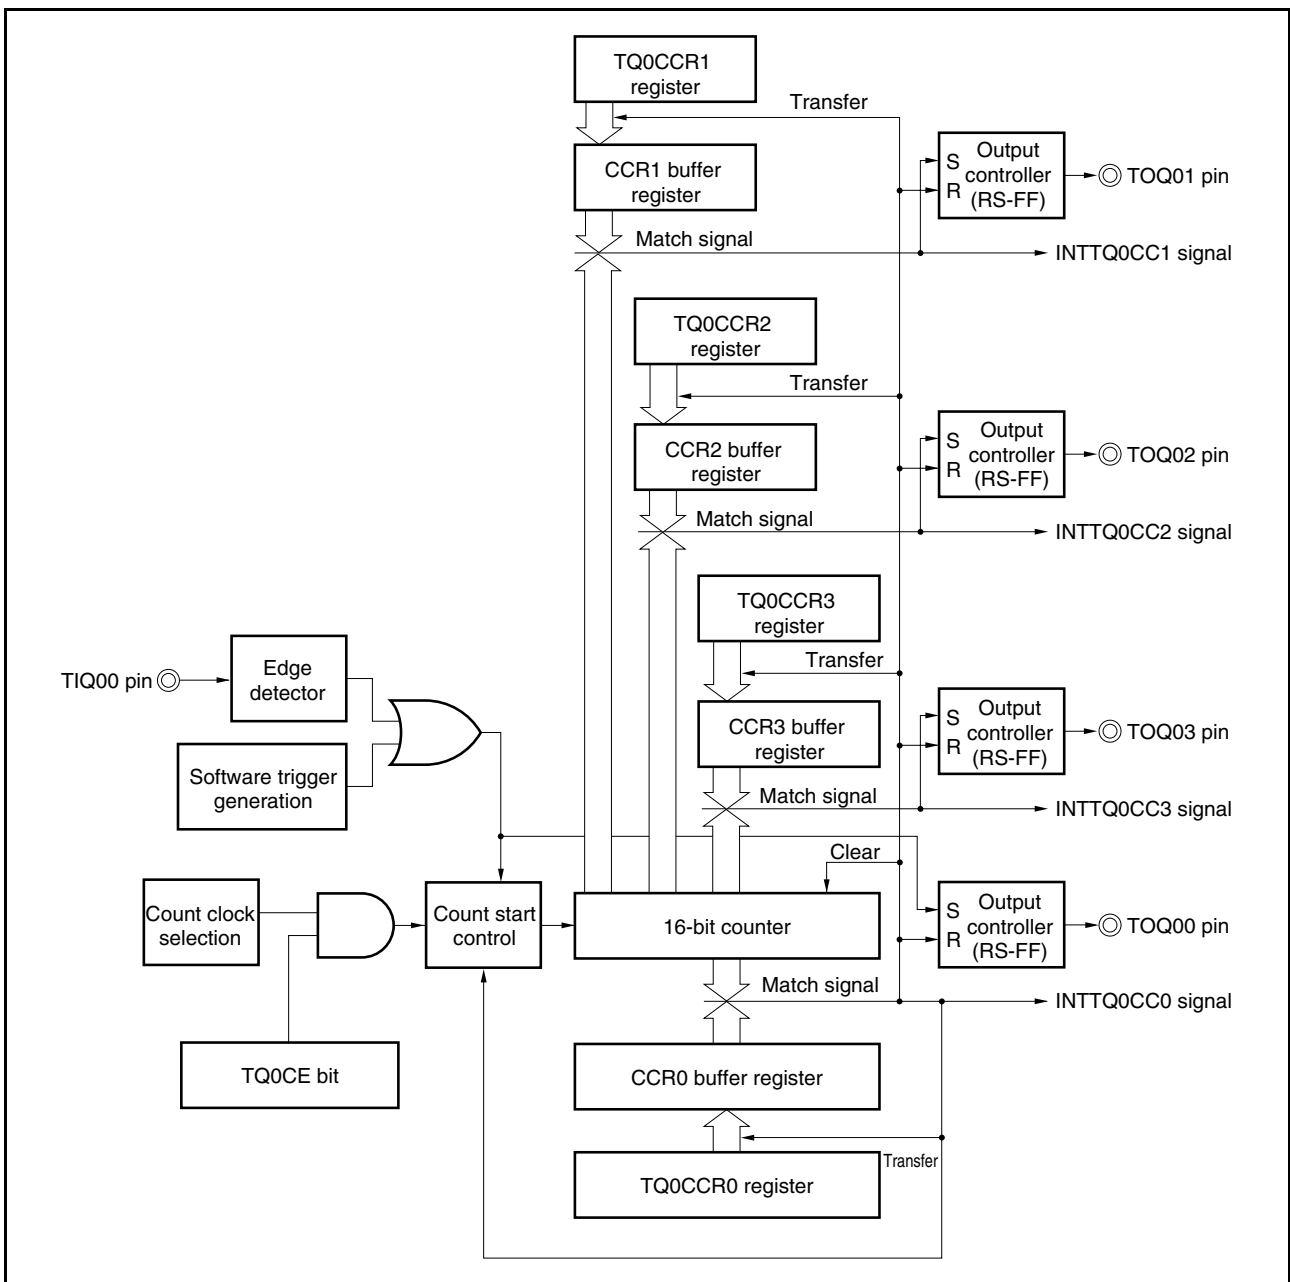 TQ0CCR1
register
Transfer
CCR1 buffer
register
S
R
Output
controller
(RS-FF)
TOQ01 pin
Match signal
INTTQ0CC1 signal
TQ0CCR2
register
Transfer
CCR2 buffer
register
S
R
Output
controller
(RS-FF)
TOQ02 pin
Match signal
INTTQ0CC2 signal
TQ0CCR3
register
Transfer
TIQ00 pin
Edge
detector
CCR3 buffer
register
S
R
Output
controller
(RS-FF)
TOQ03 pin
Software trigger
generation
Match signal
INTTQ0CC3 signal
Clear
Count clock
selection
Count start
control
16-bit counter
S
R
Output
controller
(RS-FF)
TOQ00 pin
Match signal
INTTQ0CC0 signal
TQ0CE bit
CCR0 buffer register
Transfer
TQ0CCR0 register